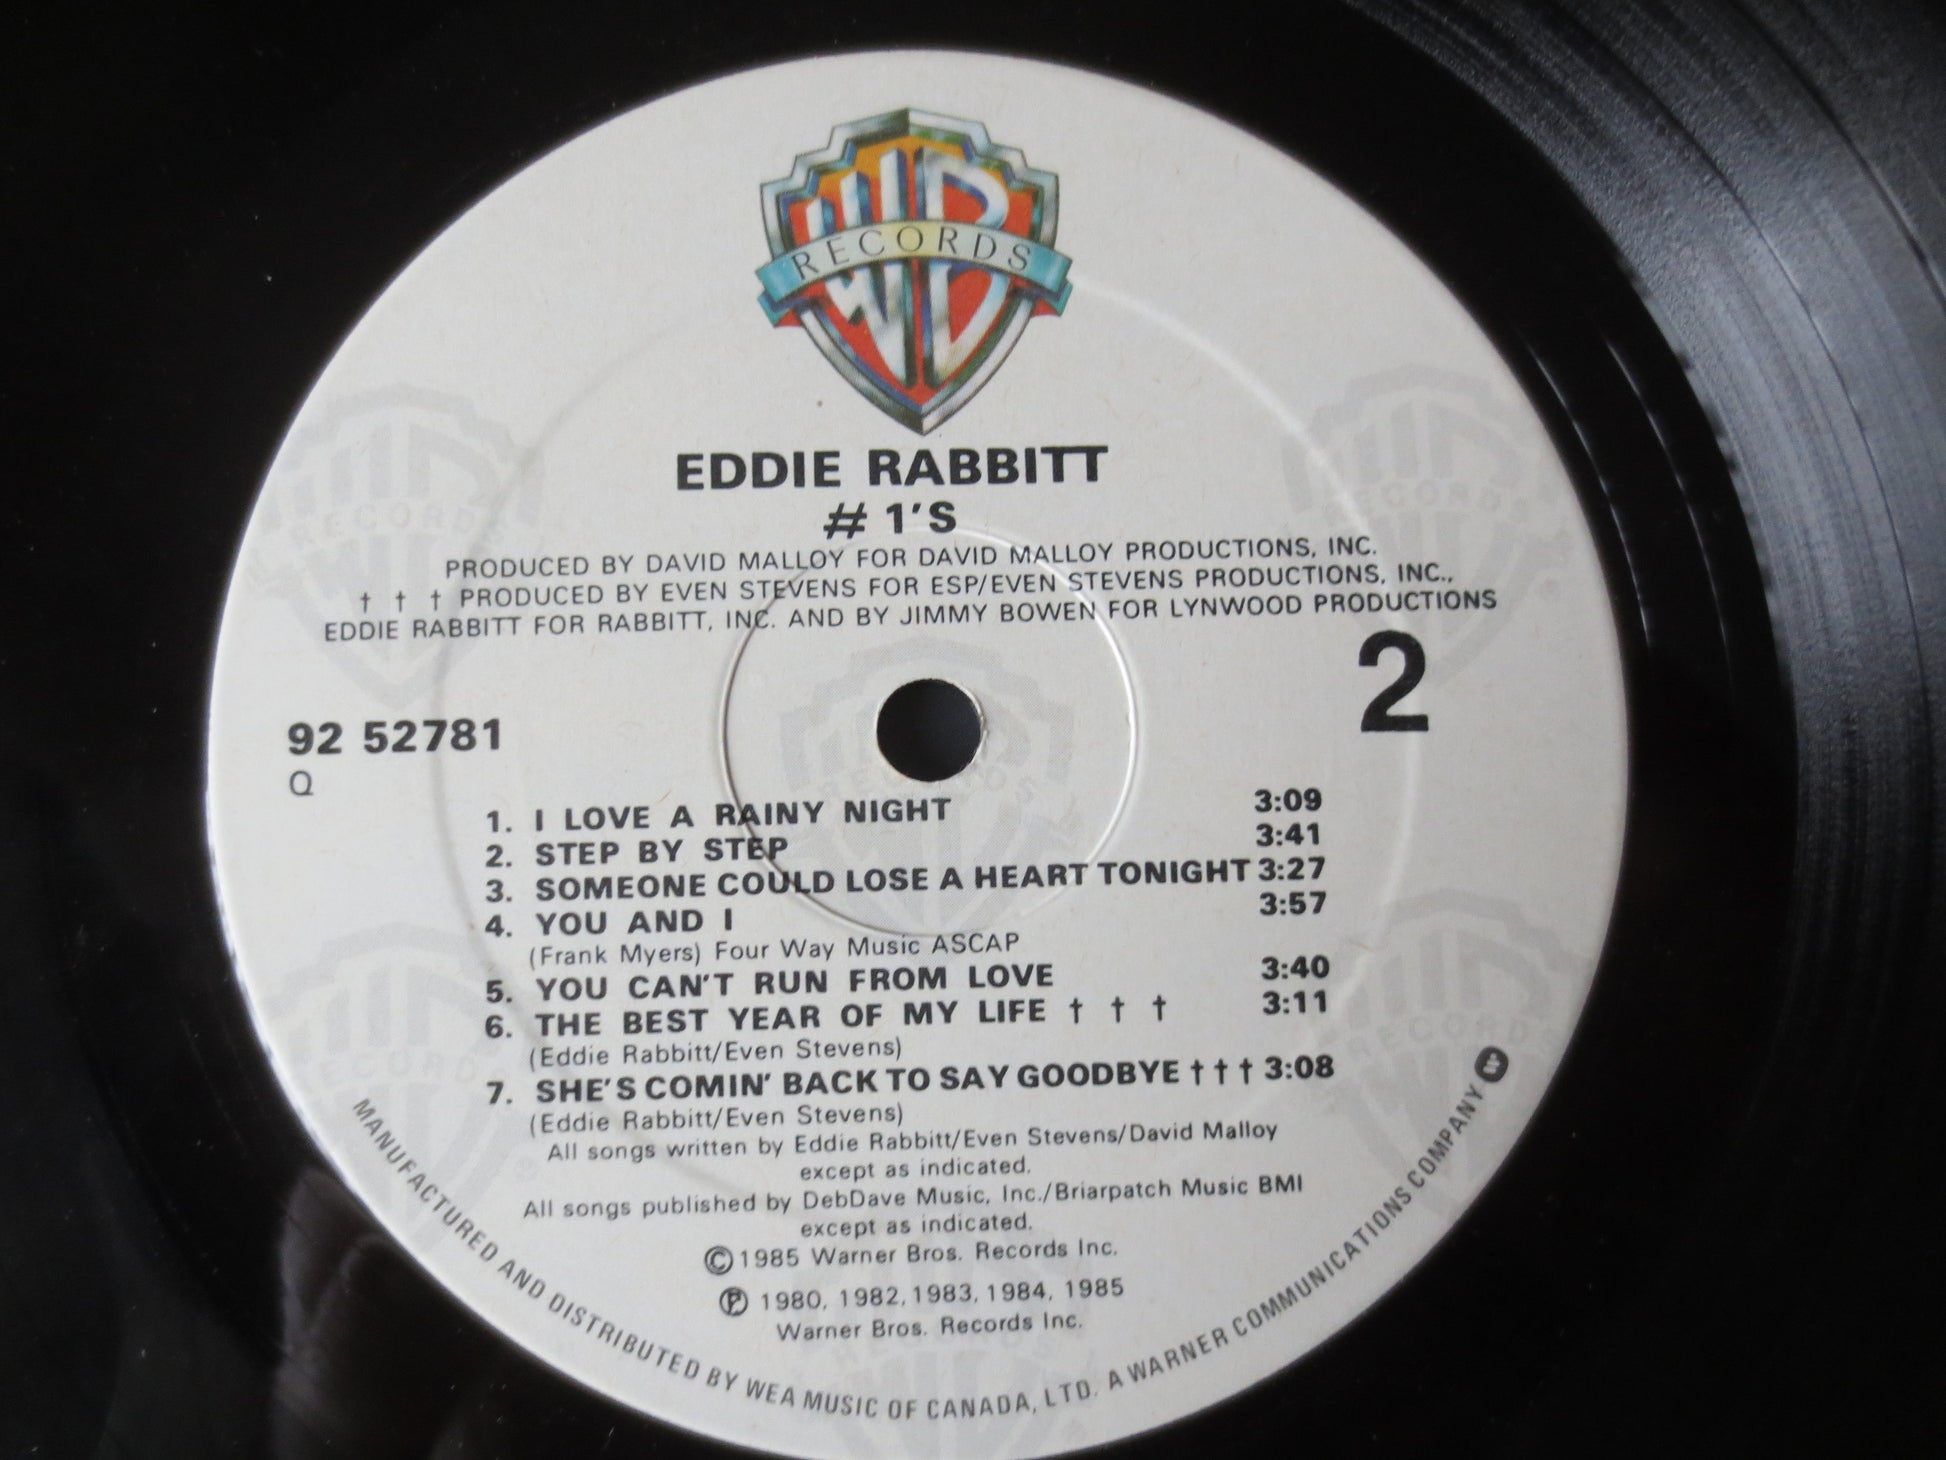 WB
RECORDS
EDDIE RABBITT
# 1'S
PRODUCED BY DAVID MALLOY FOR DAVID MALLOY PRODUCTIONS, INC.
† † † PRODUCED BY EVEN STEVENS FOR ESP/EVEN STEVENS PRODUCTIONS, INC.,
EDDIE RABBITT FOR RABBITT, INC. AND BY JIMMY BOWEN FOR LYNWOOD PRODUCTIONS
2
92 52781
Q
1. I LOVE A RAINY NIGHT 3:09
2. STEP BY STEP 3:41
3. SOMEONE COULD LOSE A HEART TONIGHT 3:27
4. YOU AND I 3:57
(Frank Myers) Four Way Music ASCAP
5. YOU CAN'T RUN FROM LOVE 3:40
6. THE BEST YEAR OF MY LIFE † † † 3:11
(Eddie Rabbitt/Even Stevens)
7. SHE'S COMIN' BACK TO SAY GOODBYE † † † 3:08
(Eddie Rabbitt/Even Stevens)
All songs written by Eddie Rabbitt/Even Stevens/David Malloy
except as indicated.
All songs published by DebDave Music, Inc./Briarpatch Music BMI
except as indicated.
© 1985 Warner Bros. Records Inc.
℗ 1980, 1982, 1983, 1984, 1985
Warner Bros. Records Inc.
MANUFACTURED AND DISTRIBUTED BY WEA MUSIC OF CANADA, LTD. A WARNER COMMUNICATIONS COMPANY